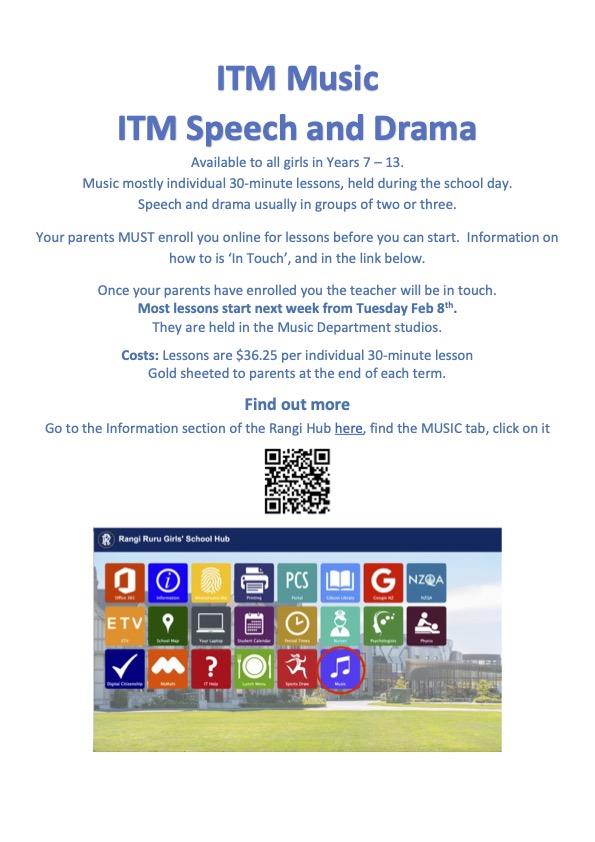 ITM Music
ITM Speech and Drama
Available to all girls in Years 7 – 13.
Music mostly individual 30-minute lessons, held during the school day.
Speech and drama usually in groups of two or three.
Your parents MUST enroll you online for lessons before you can start.  Information on
how to is ‘In Touch’, and in the link below.
Once your parents have enrolled you the teacher will be in touch.
Most lessons start next week from Tuesday Feb 8th.
They are held in the Music Department studios.
Costs: Lessons are $36.25 per individual 30-minute lesson
Gold sheeted to parents at the end of each term.
Find out more
Go to the Information section of the Rangi Hub here, find the MUSIC tab, click on it
Rangi Ruru Girls' School Hub
PCS
NZQA
Office 365
Information
Printing
Portal
Gibson Library
Google NZ
NZQA
ETV
ETV
School Map
Your Laptop
Student Calendar
Period Times
Nurses
Psychologists
Physio
Digital Citizenship
MyMahi
IT Help
Lunch Menu
Sports Draw
Music